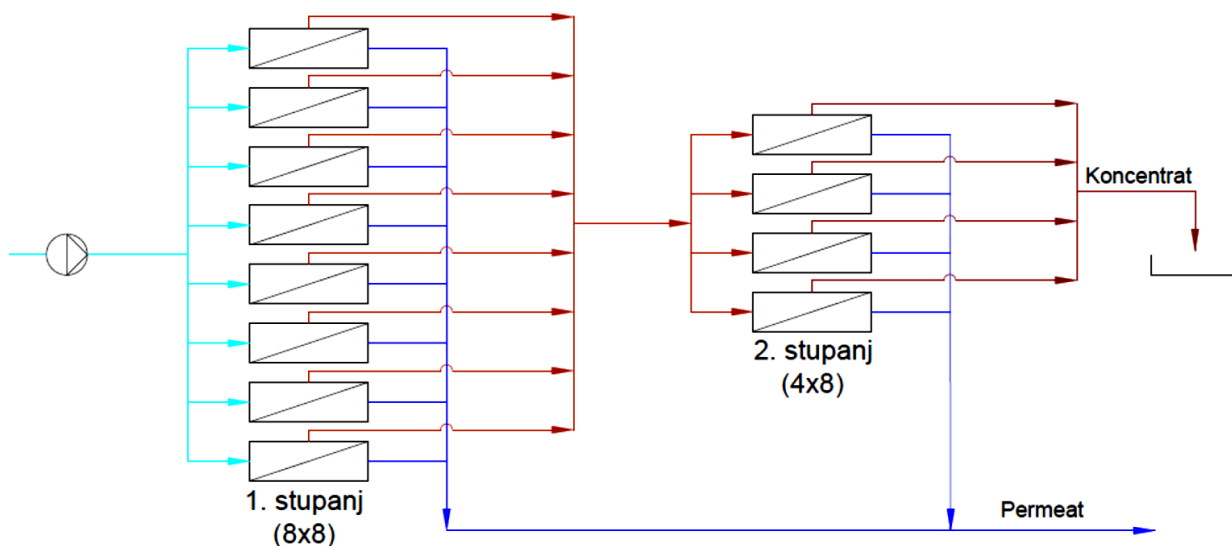 1. stupanj
(8x8)
2. stupanj
(4x8)
Koncentrat
Permeat